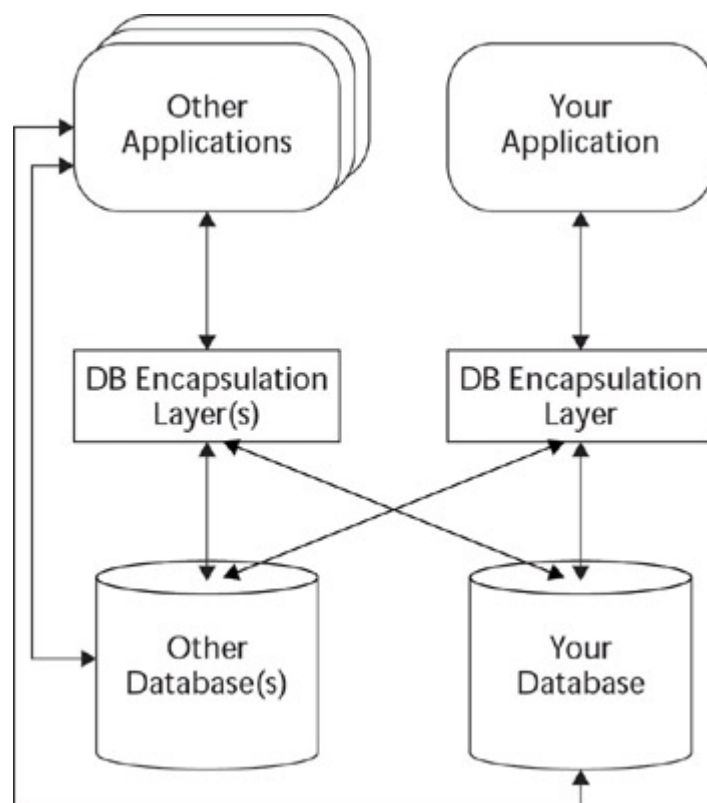 Other
Applications
Your
Application
DB Encapsulation
Layer(s)
DB Encapsulation
Layer
Other
Database(s)
Your
Database